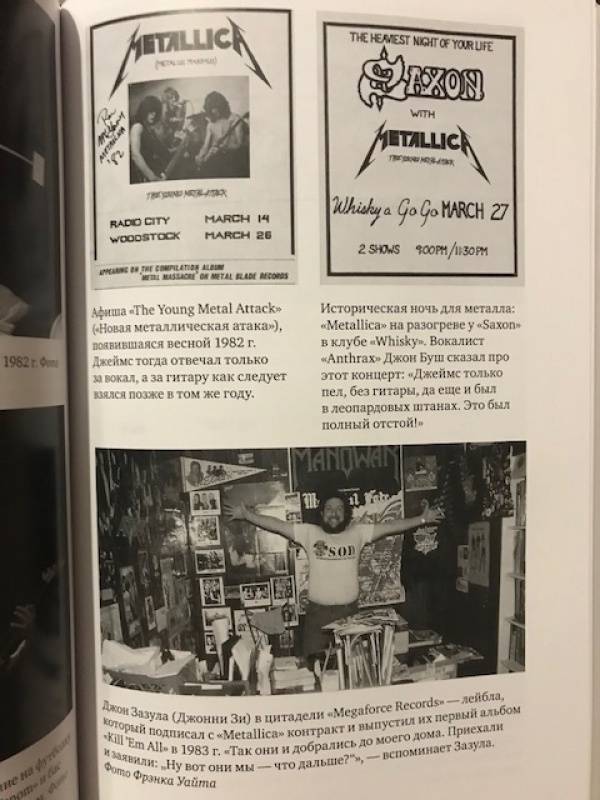 METALLICA
(METAL UP
THE YOUNG METAL ATTACK
RADIO CITY MARCH 14
WOODSTOCK MARCH 26
APPEARING ON THE COMPILATION ALBUM
"METAL MASSACRE" ON METAL BLADE RECORDS
Афиша «The Young Metal Attack»
(«Новая металлическая атака»),
появившаяся весной 1982 г.
Джеймс тогда отвечал только
за вокал, а за гитару как следует
взялся позже в том же году.
THE HEAVIEST NIGHT OF YOUR LIFE
SAXON
WITH
METALLICA
THE YOUNG METAL ATTACK
Whisky a Go Go MARCH 27
2 SHOWS 9:00PM/11:30PM
Историческая ночь для металла:
«Metallica» на разогреве у «Saxon»
в клубе «Whisky». Вокалист
«Anthrax» Джон Буш сказал про
этот концерт: «Джеймс только
пел, без гитары, да еще и был
в леопардовых штанах. Это был
полный отстой!»
1982 г. Фото
MANOWAR
S.O.D
Джон Зазула (Джонни Зи) в цитадели «Megaforce Records» — лейбла,
который подписал с «Metallica» контракт и выпустил их первый альбом
«Kill 'Em All» в 1983 г. «Так они и добрались до моего дома. Приехали
и заявили: „Ну вот они мы — что дальше?“», — вспоминает Зазула.
Фото Фрэнка Уайта
на футболке
и бас